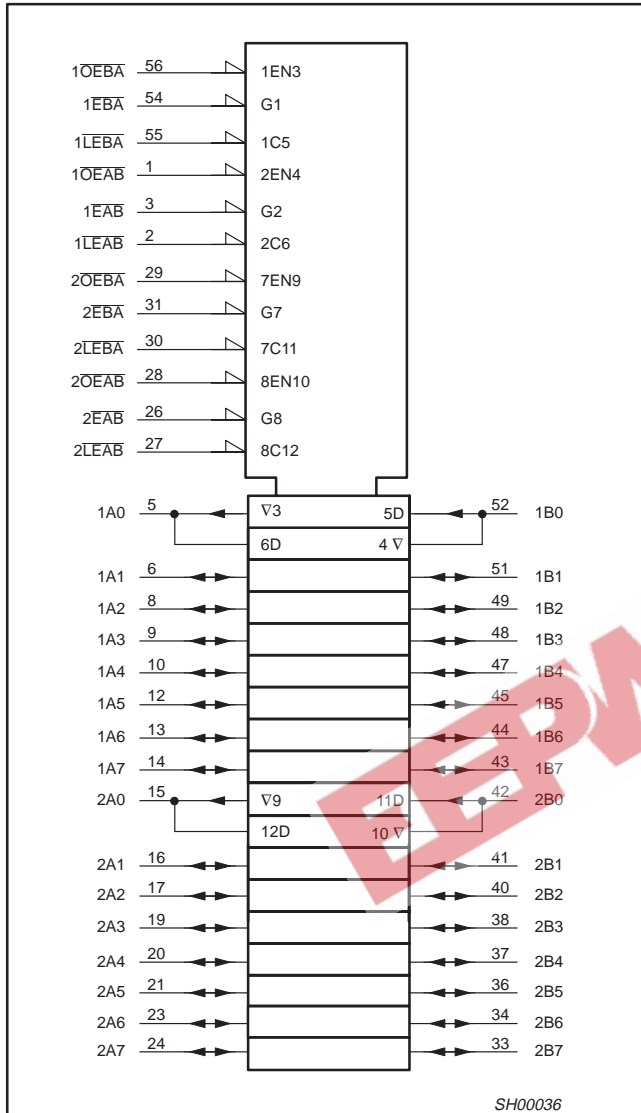 1OEBA 56 1EN3
1EBA 54 G1
1LEBA 55 1C5
1OEAB 1 2EN4
1EAB 3 G2
1LEAB 2 2C6
2OEBA 29 7EN9
2EBA 31 G7
2LEBA 30 7C11
2OEAB 28 8EN10
2EAB 26 G8
2LEAB 27 8C12
1A0 5 ∇3 5D 52 1B0
6D 4 ∇
1A1 6 51 1B1
1A2 8 49 1B2
1A3 9 48 1B3
1A4 10 47 1B4
1A5 12 45 1B5
1A6 13 44 1B6
1A7 14 43 1B7
2A0 15 ∇9 11D 42 2B0
12D 10 ∇
2A1 16 41 2B1
2A2 17 40 2B2
2A3 19 38 2B3
2A4 20 37 2B4
2A5 21 36 2B5
2A6 23 34 2B6
2A7 24 33 2B7
SH00036